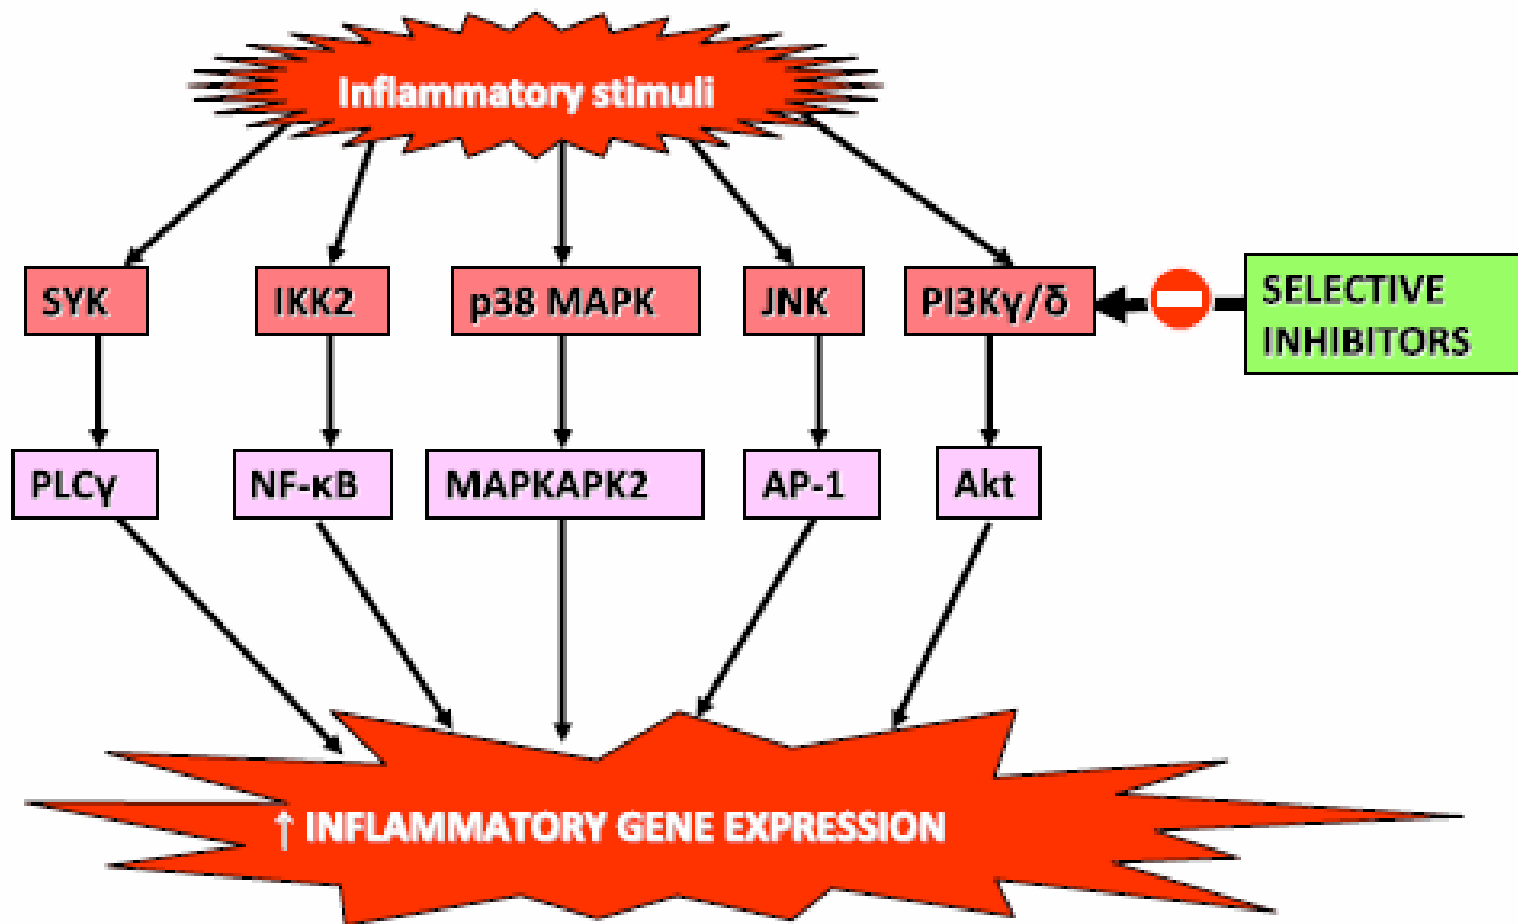 Inflammatory stimuli
SYK
IKK2
p38 MAPK
JNK
PI3Kγ/δ
SELECTIVE
INHIBITORS
PLCγ
NF-κB
MAPKAPK2
AP-1
Akt
↑ INFLAMMATORY GENE EXPRESSION